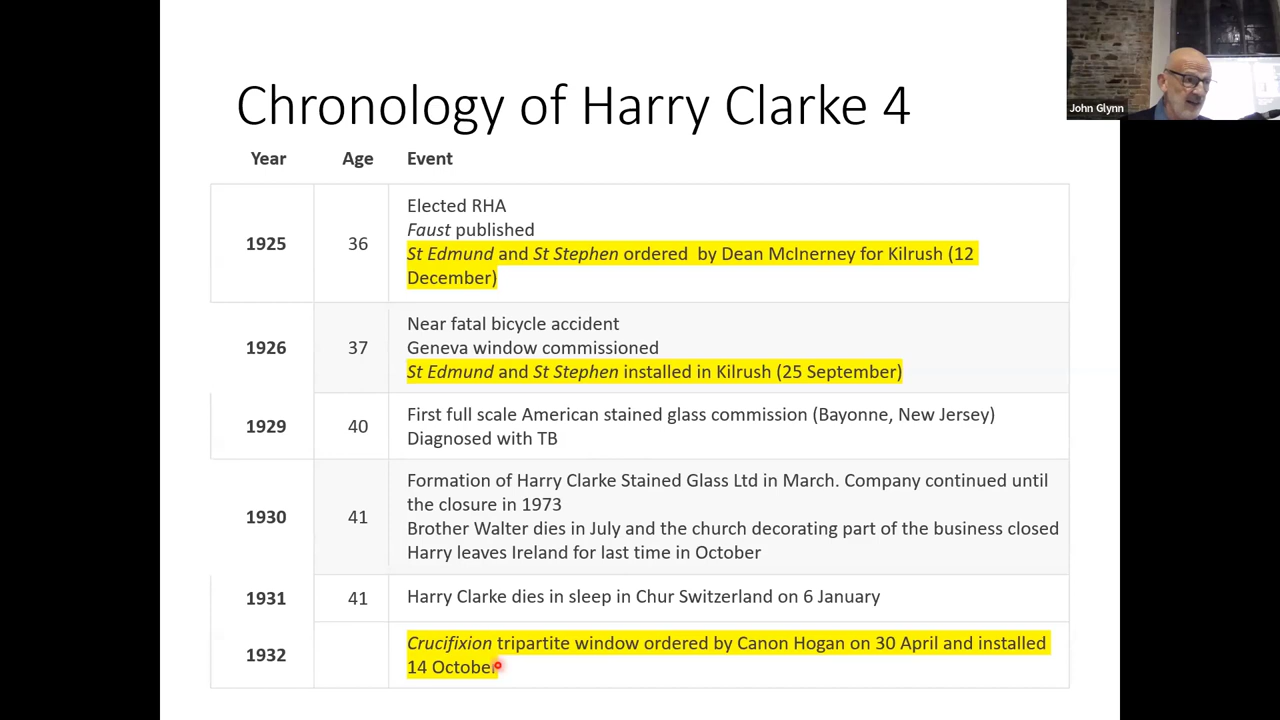 Chronology of Harry Clarke 4
John Glynn
Year Age Event
1925 36 Elected RHA
Faust published
St Edmund and St Stephen ordered by Dean McInerney for Kilrush (12
December)
1926 37 Near fatal bicycle accident
Geneva window commissioned
St Edmund and St Stephen installed in Kilrush (25 September)
1929 40 First full scale American stained glass commission (Bayonne, New Jersey)
Diagnosed with TB
1930 41 Formation of Harry Clarke Stained Glass Ltd in March. Company continued until
the closure in 1973
Brother Walter dies in July and the church decorating part of the business closed
Harry leaves Ireland for last time in October
1931 41 Harry Clarke dies in sleep in Chur Switzerland on 6 January
1932 Crucifixion tripartite window ordered by Canon Hogan on 30 April and installed
14 October